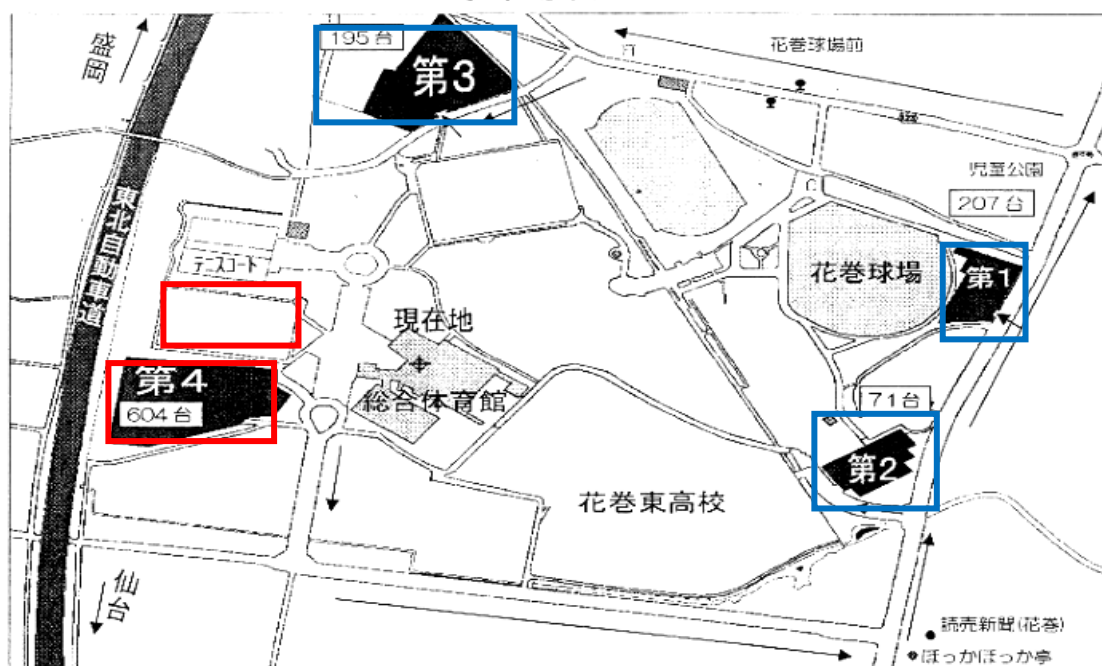 195台
第3
盛岡
花巻球場前
児童公園
207台
東北自動車道
テニスコート
花巻球場
第1
現在地
第4
604台
総合体育館
71台
第2
花巻東高校
仙台
読売新聞(花巻)
ほっかほっか亭